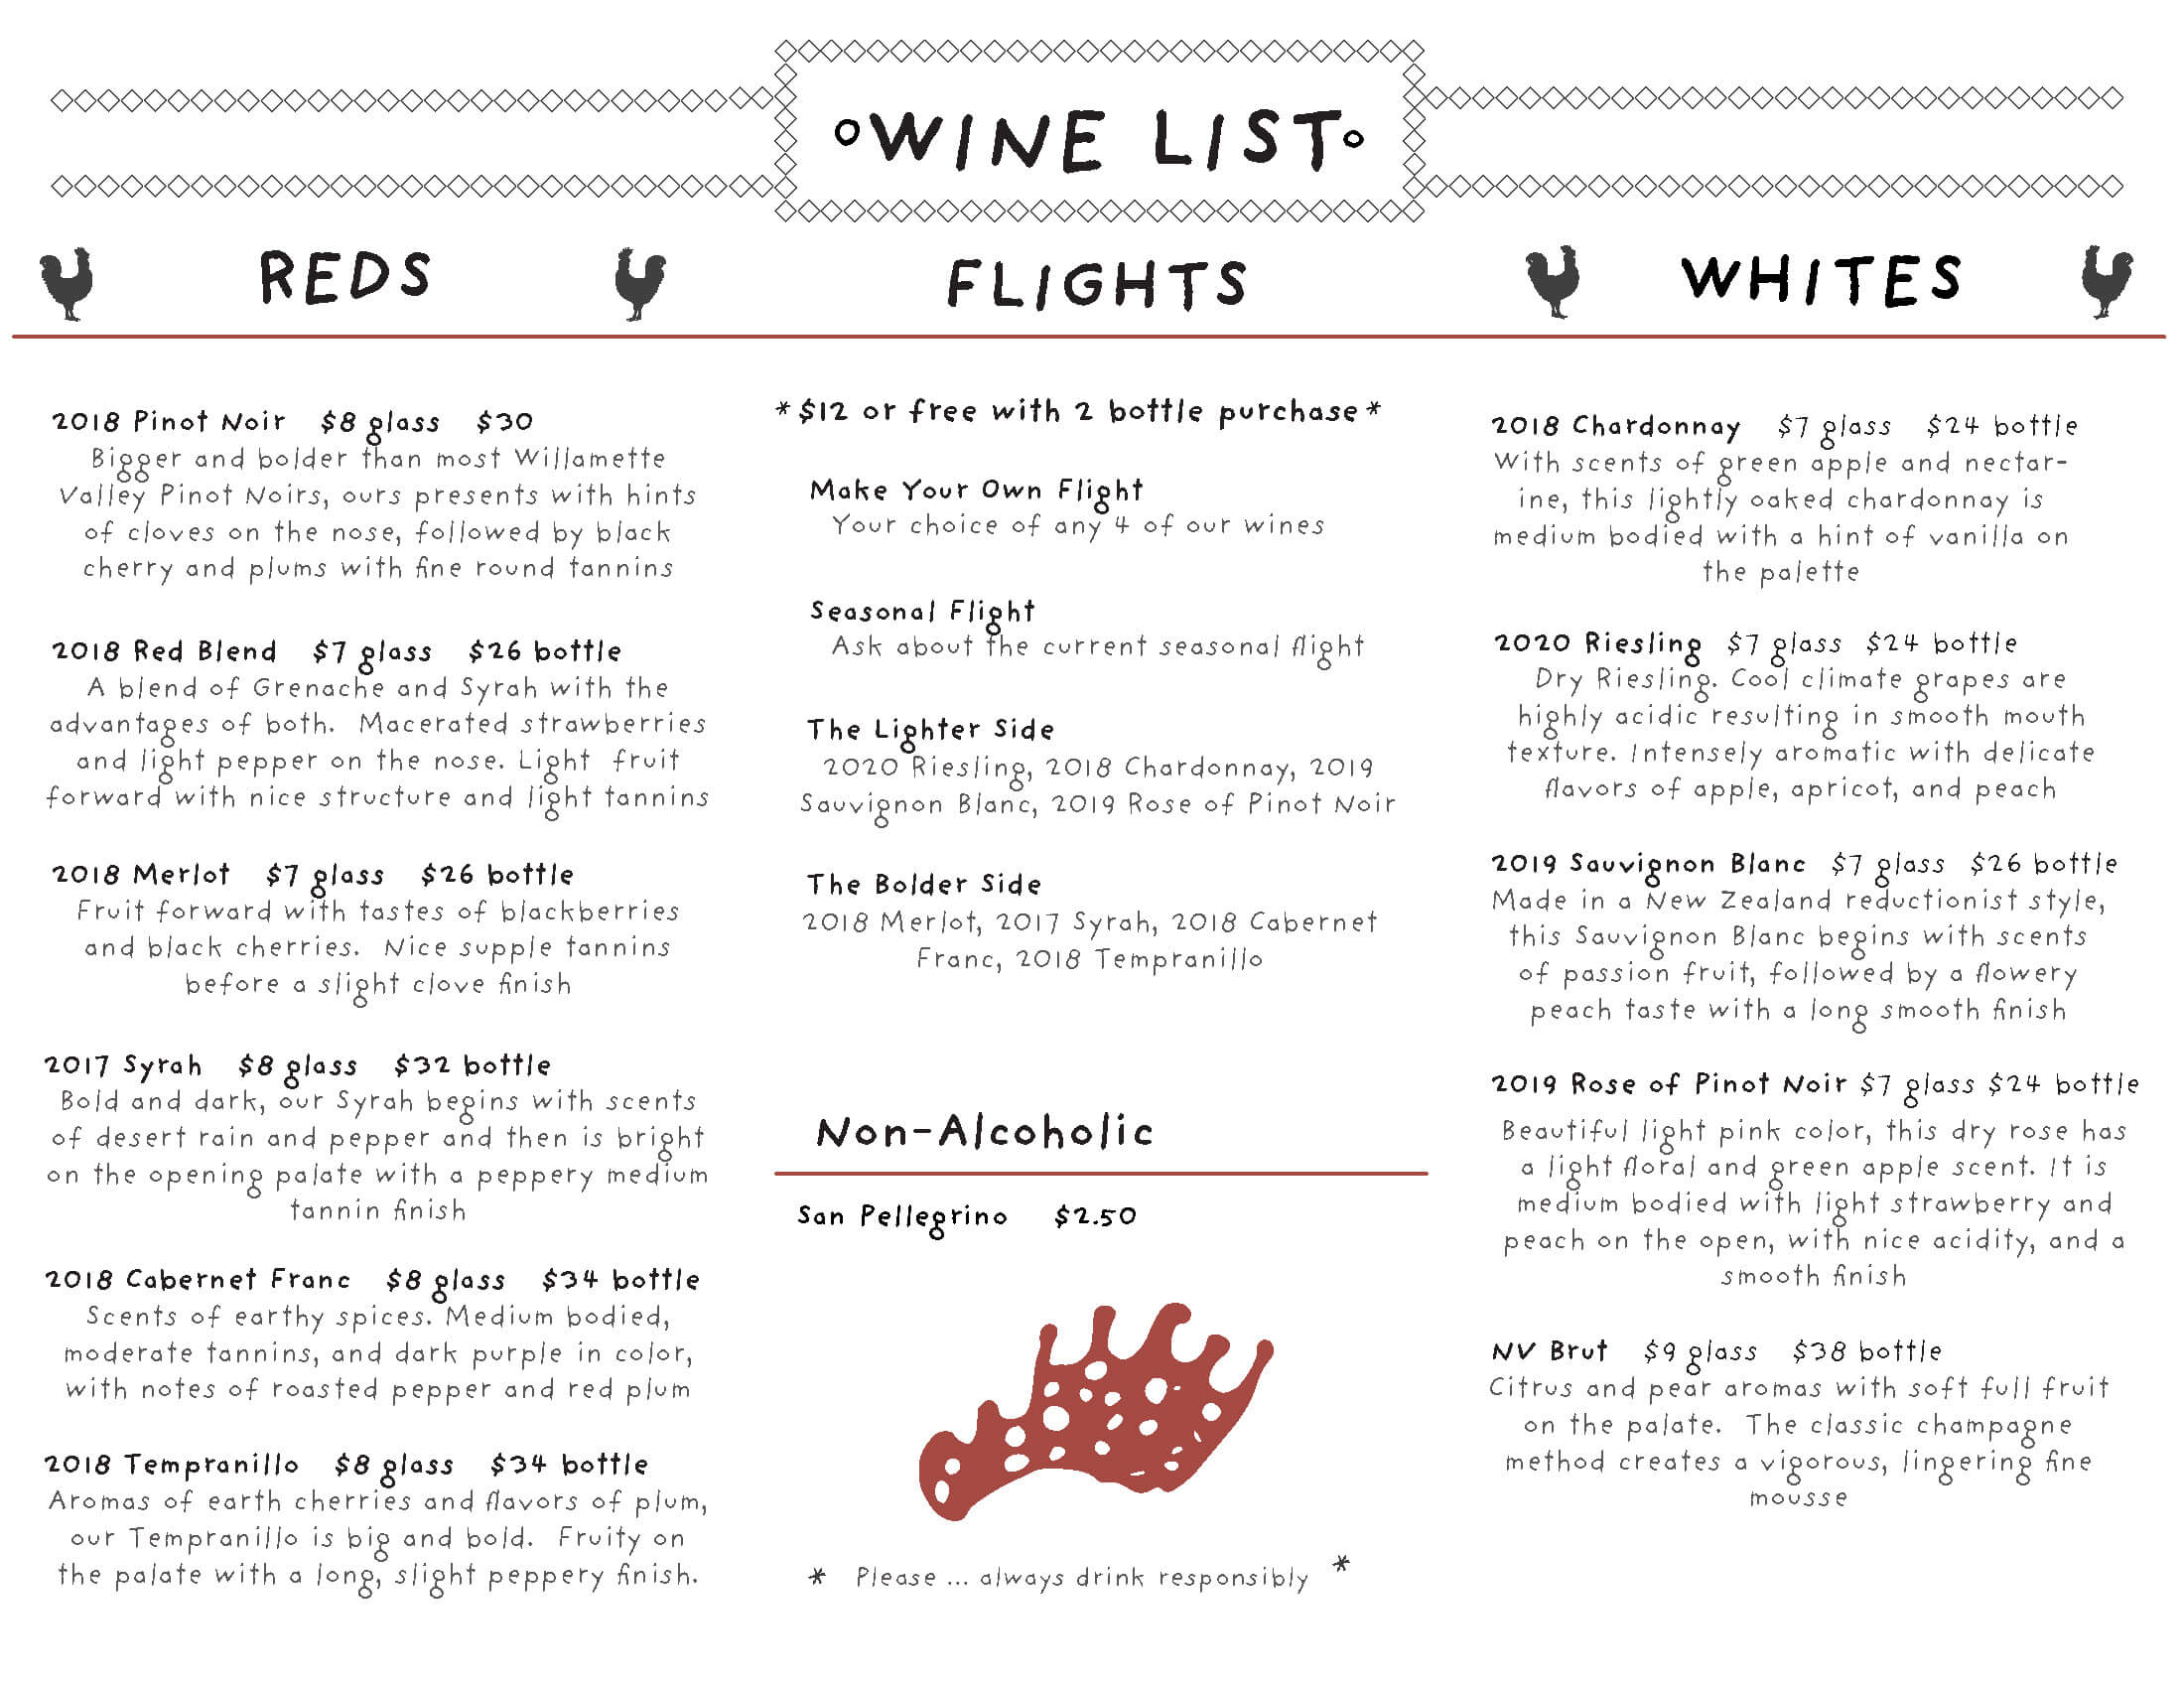 WINE LIST
REDS
2018 Pinot Noir $8 glass $30
Bigger and bolder than most Willamette
Valley Pinot Noirs, ours presents with hints
of cloves on the nose, followed by black
cherry and plums with fine round tannins
2018 Red Blend $7 glass $26 bottle
A blend of Grenache and Syrah with the
advantages of both. Macerated strawberries
and light pepper on the nose. Light fruit
forward with nice structure and light tannins
2018 Merlot $7 glass $26 bottle
Fruit forward with tastes of blackberries
and black cherries. Nice supple tannins
before a slight clove finish
2017 Syrah $8 glass $32 bottle
Bold and dark, our Syrah begins with scents
of desert rain and pepper and then is bright
on the opening palate with a peppery medium
tannin finish
2018 Cabernet Franc $8 glass $34 bottle
Scents of earthy spices. Medium bodied,
moderate tannins, and dark purple in color,
with notes of roasted pepper and red plum
2018 Tempranillo $8 glass $34 bottle
Aromas of earth cherries and flavors of plum,
our Tempranillo is big and bold. Fruity on
the palate with a long, slight peppery finish.
FLIGHTS
*$12 or free with 2 bottle purchase*
Make Your Own Flight
Your choice of any 4 of our wines
Seasonal Flight
Ask about the current seasonal flight
The Lighter Side
2020 Riesling, 2018 Chardonnay, 2019
Sauvignon Blanc, 2019 Rose of Pinot Noir
The Bolder Side
2018 Merlot, 2017 Syrah, 2018 Cabernet
Franc, 2018 Tempranillo
Non-Alcoholic
San Pellegrino $2.50
* Please ... always drink responsibly *
WHITES
2018 Chardonnay $7 glass $24 bottle
With scents of green apple and nectar-
ine, this lightly oaked chardonnay is
medium bodied with a hint of vanilla on
the palette
2020 Riesling $7 glass $24 bottle
Dry Riesling. Cool climate grapes are
highly acidic resulting in smooth mouth
texture. Intensely aromatic with delicate
flavors of apple, apricot, and peach
2019 Sauvignon Blanc $7 glass $26 bottle
Made in a New Zealand reductionist style,
this Sauvignon Blanc begins with scents
of passion fruit, followed by a flowery
peach taste with a long smooth finish
2019 Rose of Pinot Noir $7 glass $24 bottle
Beautiful light pink color, this dry rose has
a light floral and green apple scent. It is
medium bodied with light strawberry and
peach on the open, with nice acidity, and a
smooth finish
NV Brut $9 glass $38 bottle
Citrus and pear aromas with soft full fruit
on the palate. The classic champagne
method creates a vigorous, lingering fine
mousse